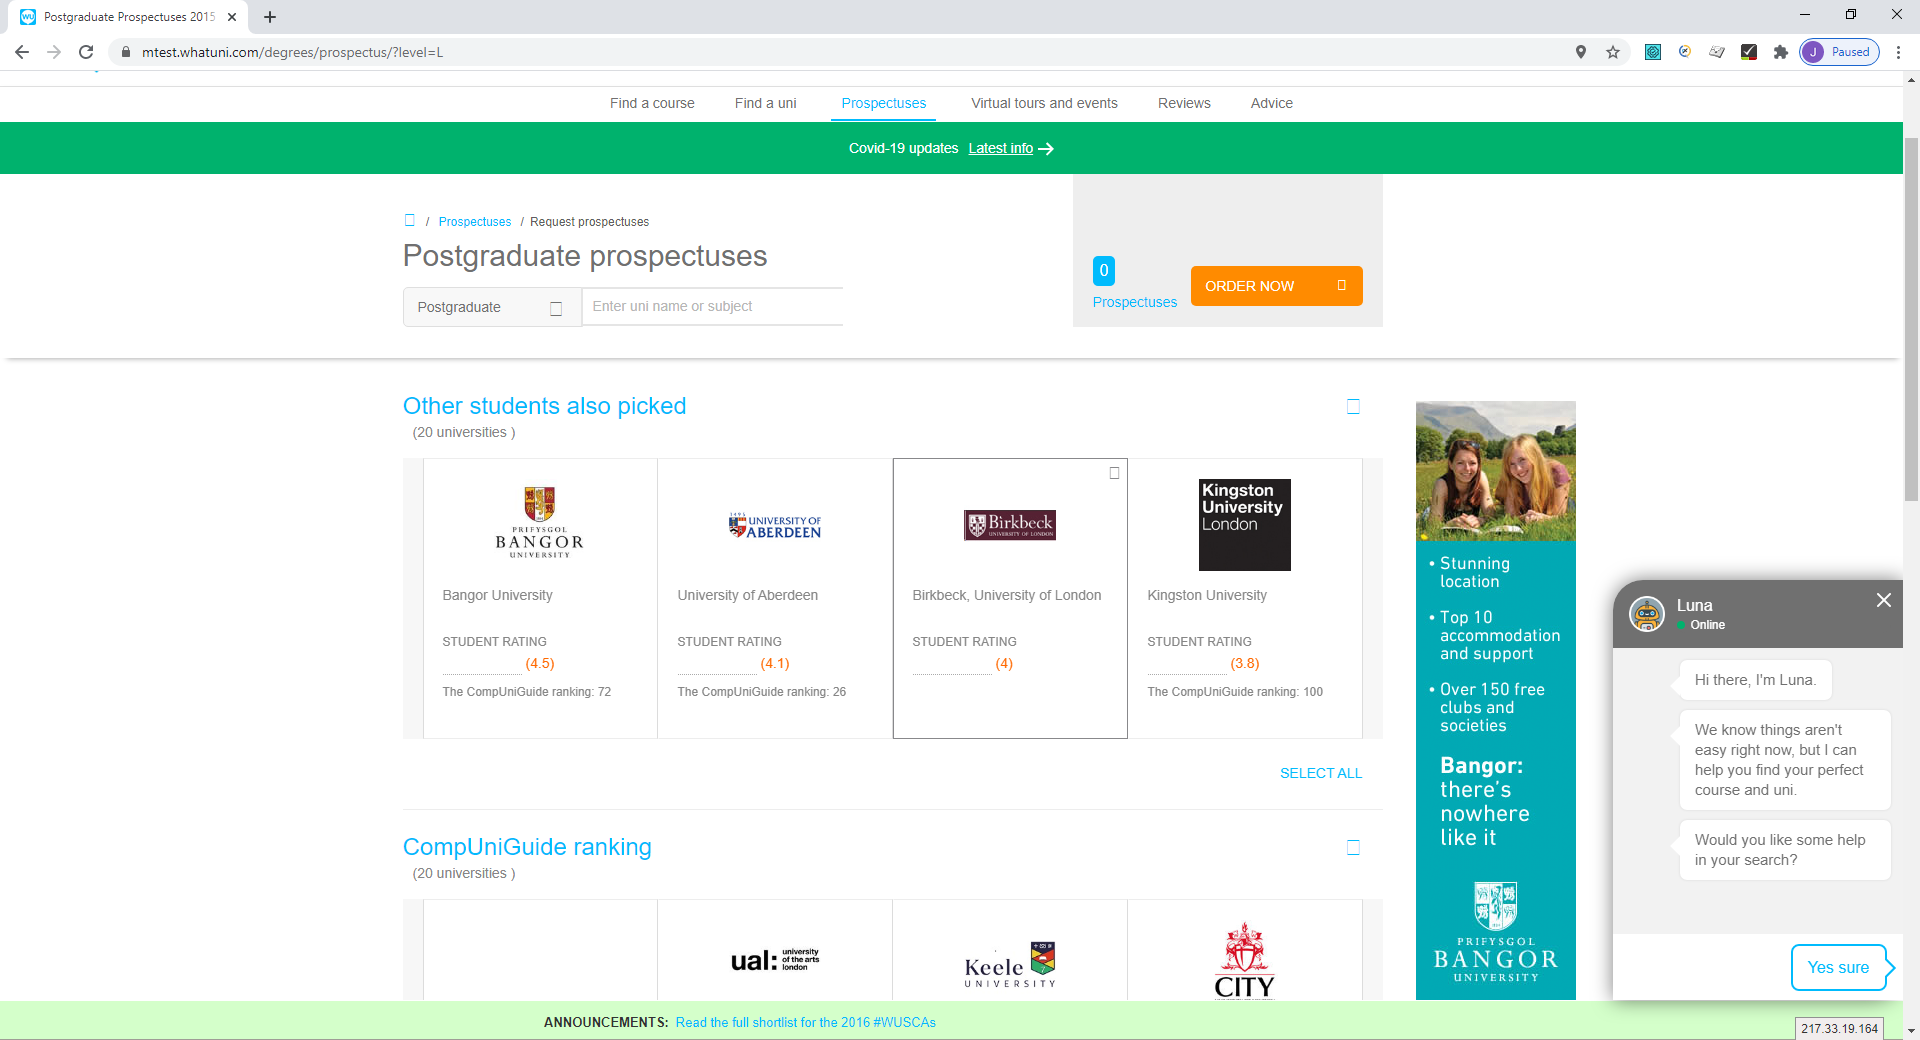 Postgraduate Prospectuses 2015
mtest.whatuni.com/degrees/prospectus/?level=L
J Paused
Find a course Find a uni Prospectuses Virtual tours and events Reviews Advice
Covid-19 updates Latest info
/ Prospectuses / Request prospectuses
Postgraduate prospectuses
Postgraduate Enter uni name or subject
0
Prospectuses
ORDER NOW
Other students also picked
(20 universities )
PRIFYSGOL
BANGOR
UNIVERSITY
1495
UNIVERSITY OF
ABERDEEN
Birkbeck
UNIVERSITY OF LONDON
Kingston
University
London
Bangor University
STUDENT RATING
(4.5)
The CompUniGuide ranking: 72
University of Aberdeen
STUDENT RATING
(4.1)
The CompUniGuide ranking: 26
Birkbeck, University of London
STUDENT RATING
(4)
Kingston University
STUDENT RATING
(3.8)
The CompUniGuide ranking: 100
SELECT ALL
CompUniGuide ranking
(20 universities )
ual: university
of the arts
london
Keele
UNIVERSITY
CITY
• Stunning
location
• Top 10
accommodation
and support
• Over 150 free
clubs and
societies
Bangor:
there's
nowhere
like it
PRIFYSGOL
BANGOR
UNIVERSITY
Luna
Online
Hi there, I'm Luna.
We know things aren't
easy right now, but I can
help you find your perfect
course and uni.
Would you like some help
in your search?
Yes sure
ANNOUNCEMENTS: Read the full shortlist for the 2016 #WUSCAs
217.33.19.164